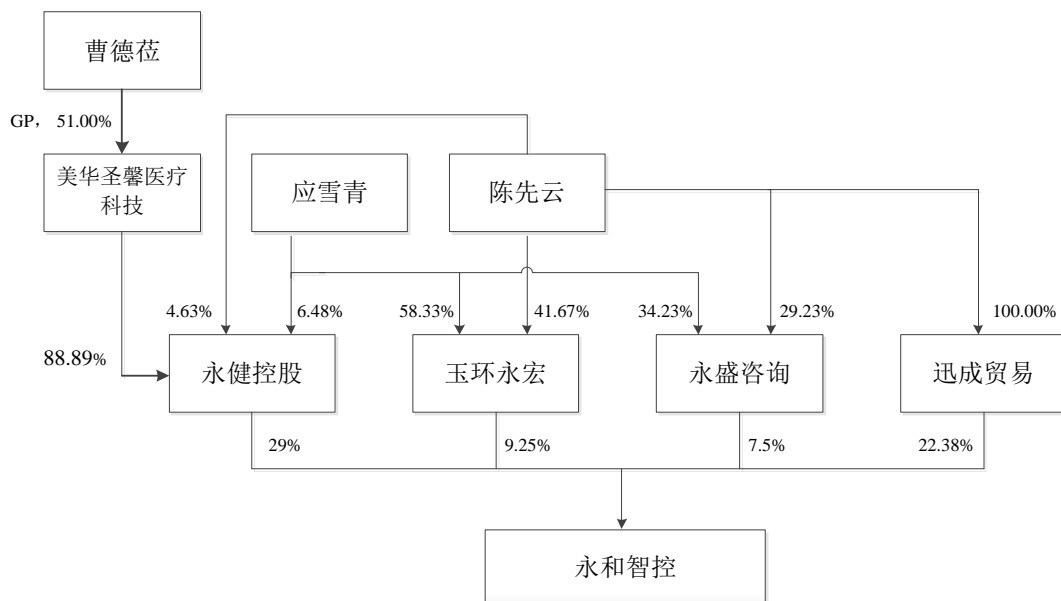 曹德莅
GP， 51.00%
美华圣馨医疗
科技
应雪青
陈先云
4.63%
6.48%
58.33%
41.67%
34.23%
29.23%
100.00%
88.89%
永健控股
玉环永宏
永盛咨询
迅成贸易
29%
9.25%
7.5%
22.38%
永和智控